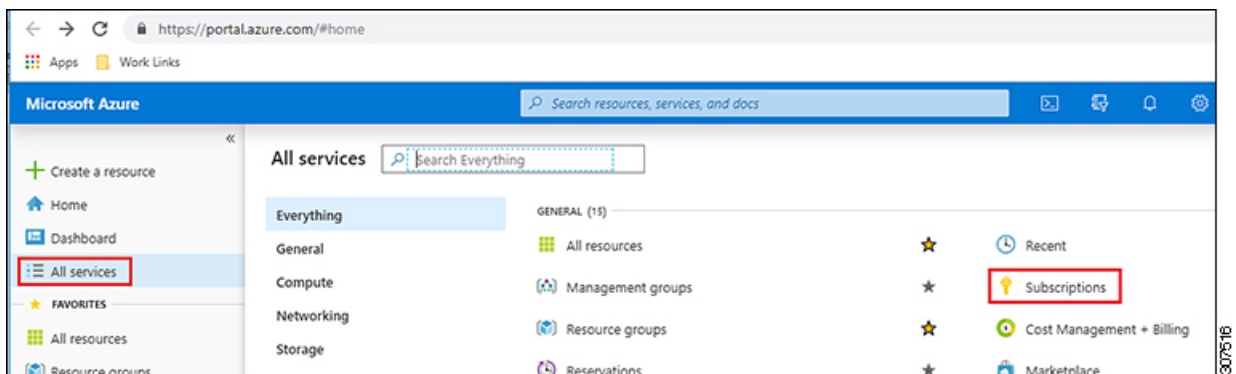 https://portal.azure.com/#home
Apps Work Links
Microsoft Azure
Search resources, services, and docs
«
Create a resource
Home
Dashboard
All services
FAVORITES
All resources
Resource groups
All services
Search Everything
Everything
General
Compute
Networking
Storage
GENERAL (15)
All resources
Recent
Management groups
Subscriptions
Resource groups
Cost Management + Billing
Reservations
Marketplace
307516